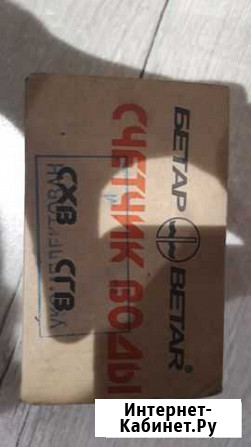 БЕТАР BETAR®
СЧЕТЧИК ВОДЫ
СХВ СГВ
Интернет-
Кабинет.Ру